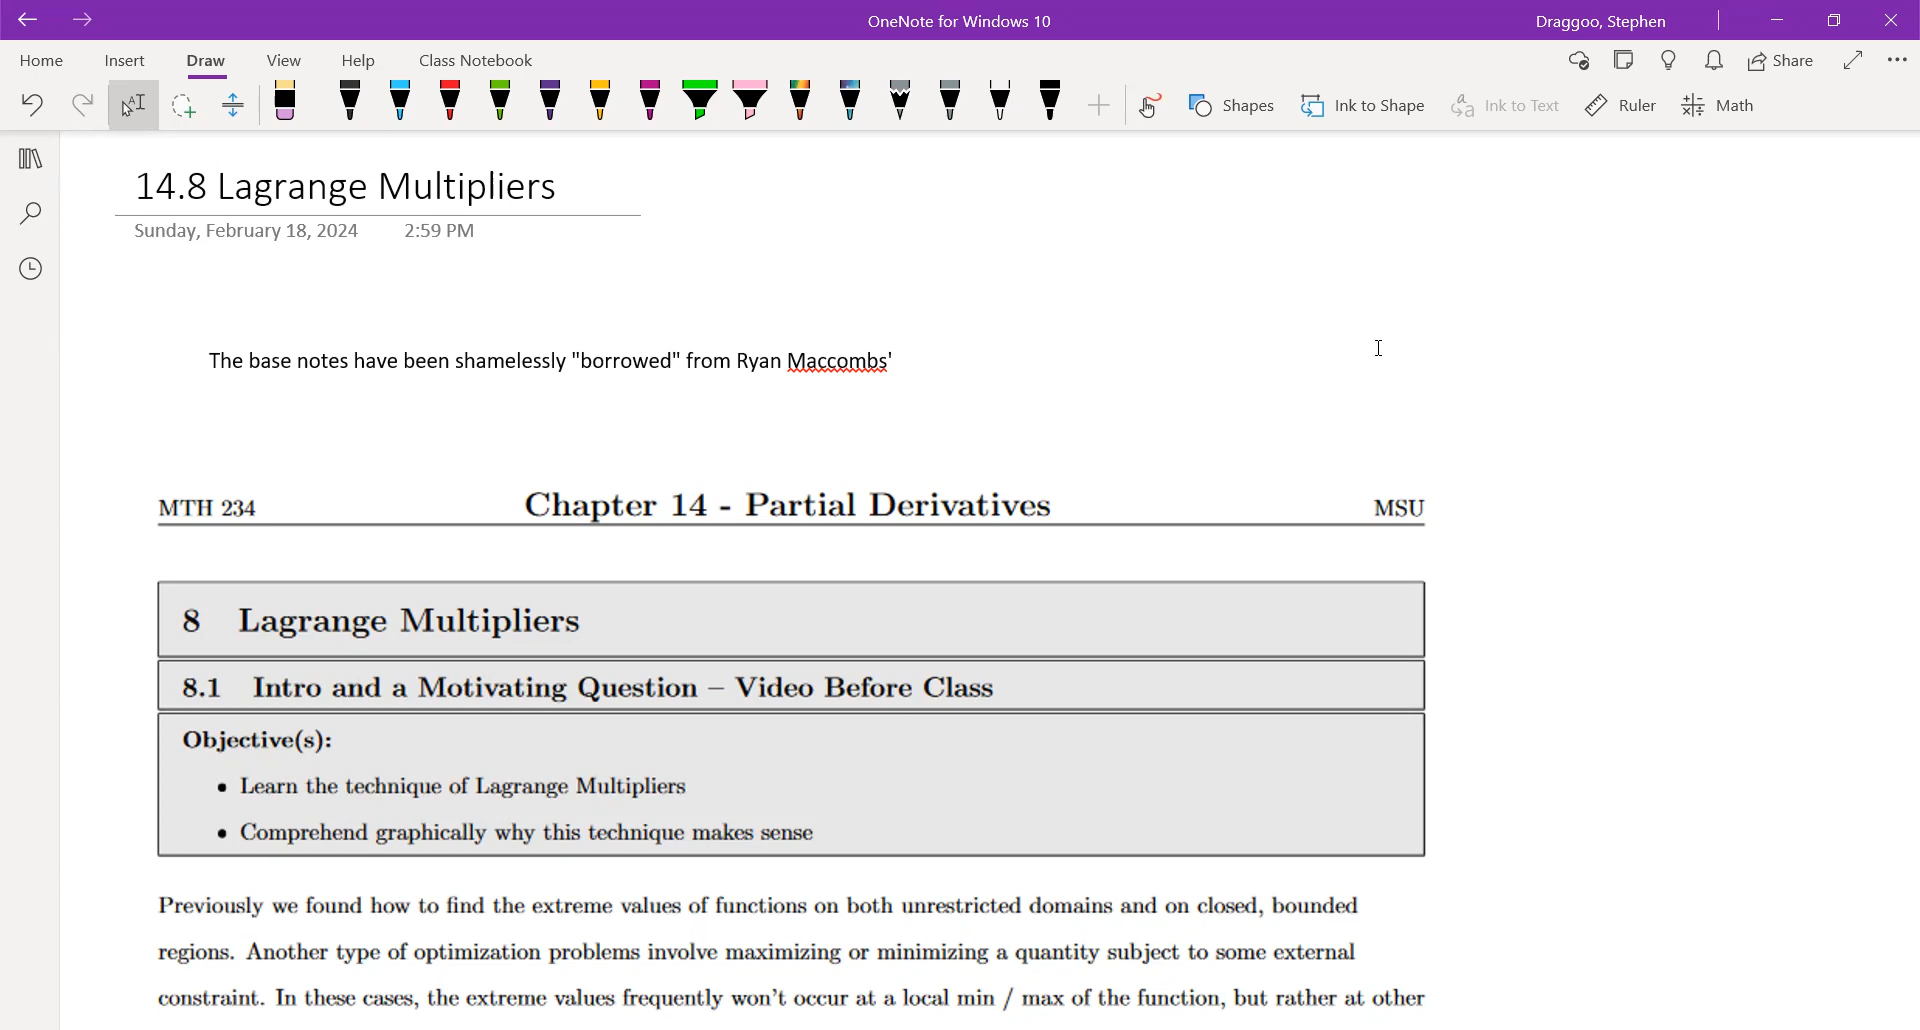 OneNote for Windows 10
Draggoo, Stephen
Home Insert Draw View Help Class Notebook
Share
Shapes Ink to Shape Ink to Text Ruler Math
14.8 Lagrange Multipliers
Sunday, February 18, 2024 2:59 PM
The base notes have been shamelessly "borrowed" from Ryan Maccombs'
MTH 234 Chapter 14 - Partial Derivatives MSU
8 Lagrange Multipliers
8.1 Intro and a Motivating Question – Video Before Class
Objective(s):
• Learn the technique of Lagrange Multipliers
• Comprehend graphically why this technique makes sense
Previously we found how to find the extreme values of functions on both unrestricted domains and on closed, bounded
regions. Another type of optimization problems involve maximizing or minimizing a quantity subject to some external
constraint. In these cases, the extreme values frequently won't occur at a local min / max of the function, but rather at other